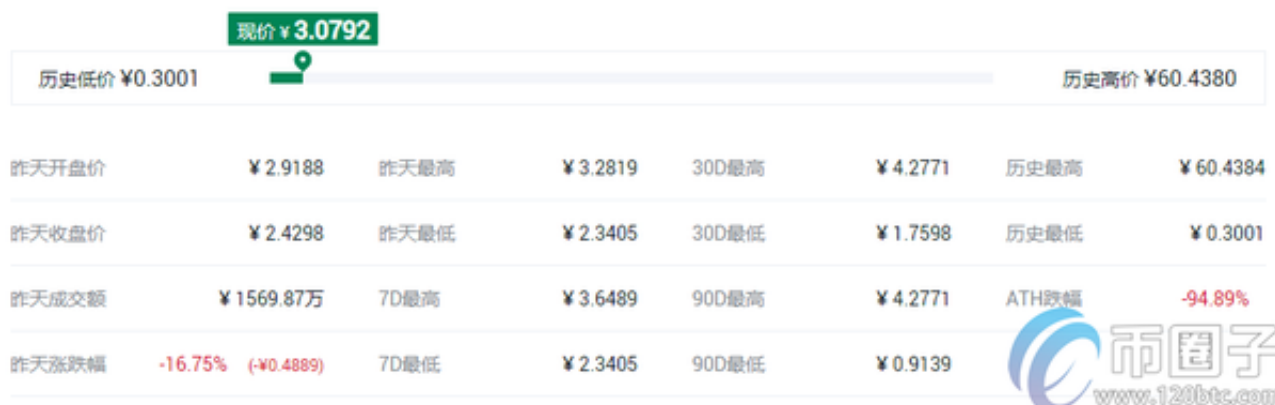 现价 ¥ 3.0792
历史低价 ¥0.3001 历史高价 ¥60.4380
昨天开盘价 ¥ 2.9188 昨天最高 ¥ 3.2819 30D最高 ¥ 4.2771 历史最高 ¥ 60.4384
昨天收盘价 ¥ 2.4298 昨天最低 ¥ 2.3405 30D最低 ¥ 1.7598 历史最低 ¥ 0.3001
昨天成交额 ¥ 1569.87万 7D最高 ¥ 3.6489 90D最高 ¥ 4.2771 ATH跌幅 -94.89%
昨天涨跌幅 -16.75% (-¥0.4889) 7D最低 ¥ 2.3405 90D最低 ¥ 0.9139
币圈子
www.120btc.com